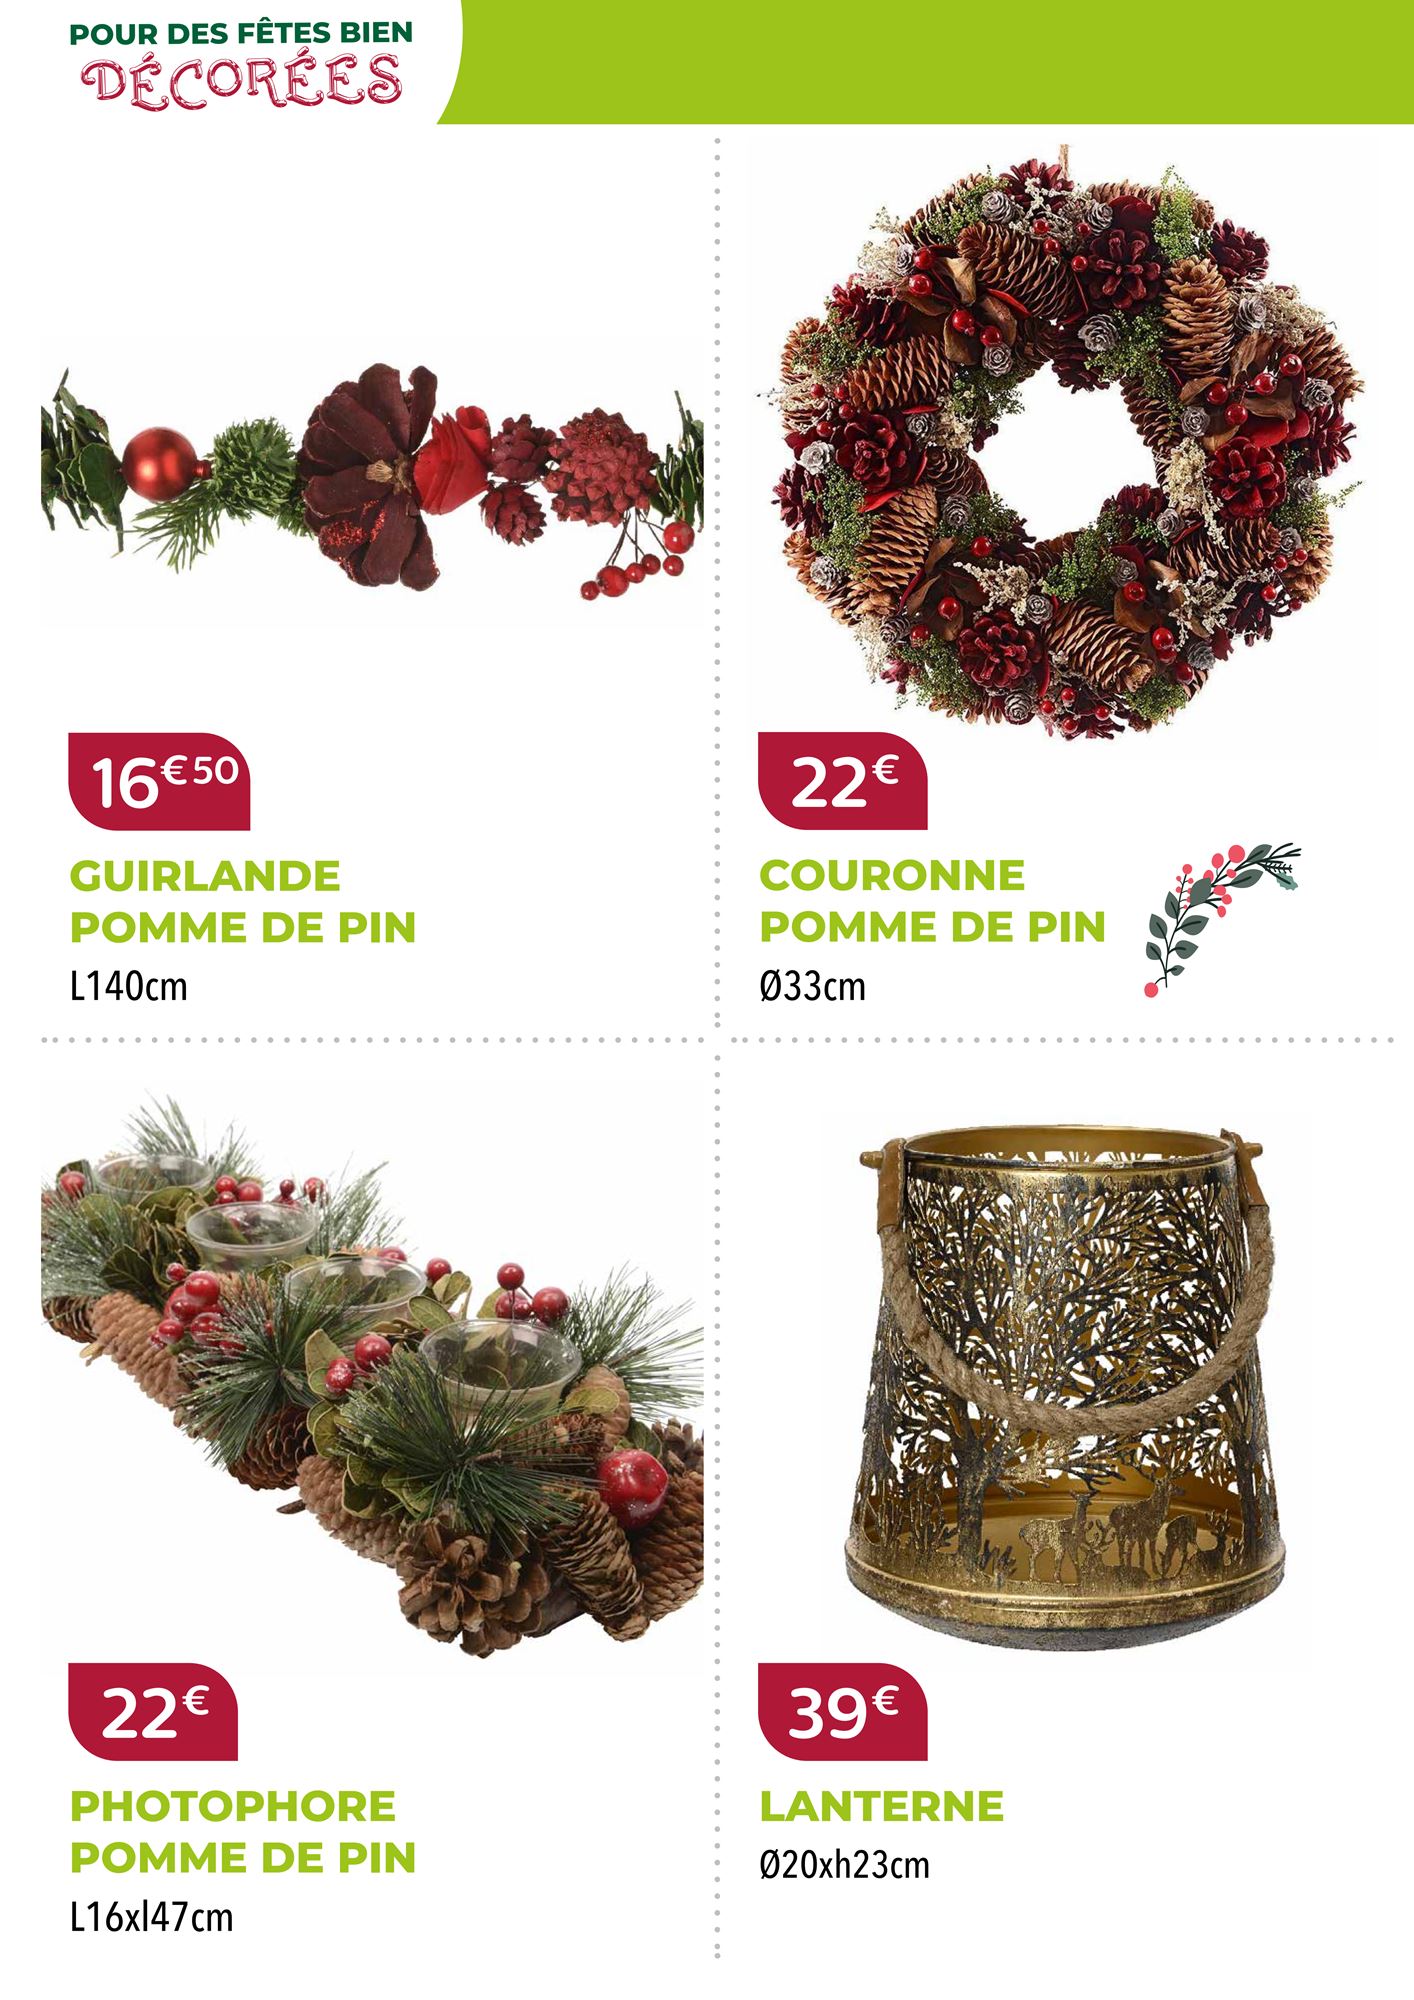 POUR DES FÊTES BIEN
DÉCORÉES
16€50
GUIRLANDE
POMME DE PIN
L140cm
22€
COURONNE
POMME DE PIN
Ø33cm
22€
PHOTOPHORE
POMME DE PIN
L16xl47cm
39€
LANTERNE
Ø20xh23cm